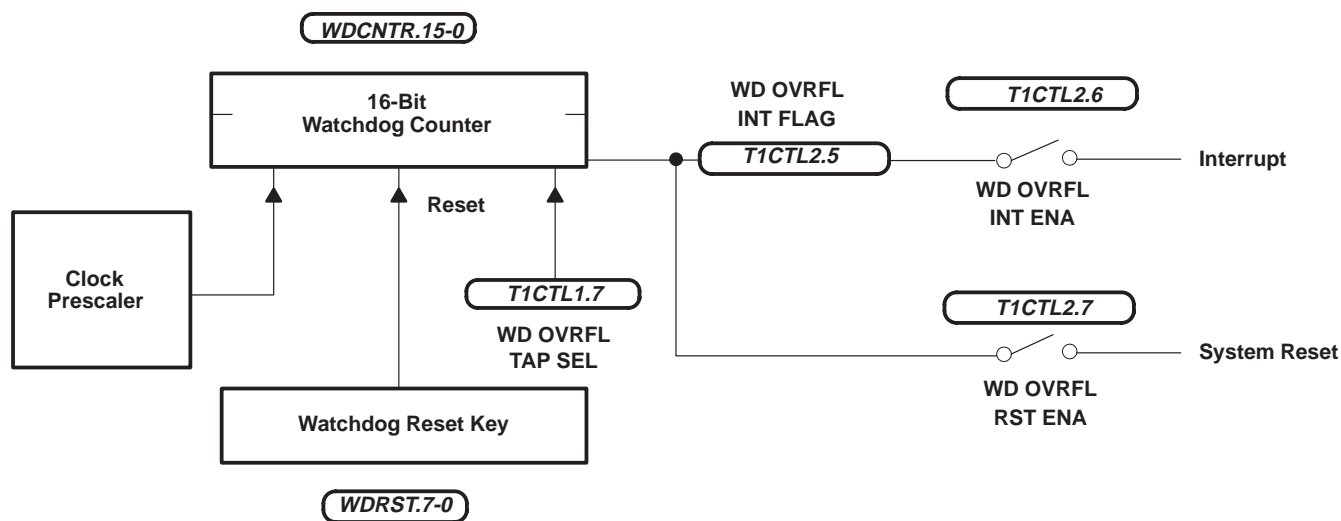 WDCNTR.15-0
16-Bit
Watchdog Counter
WD OVRFL
INT FLAG
T1CTL2.5
T1CTL2.6
WD OVRFL
INT ENA
Interrupt
Reset
Clock
Prescaler
T1CTL1.7
WD OVRFL
TAP SEL
T1CTL2.7
WD OVRFL
RST ENA
System Reset
Watchdog Reset Key
WDRST.7-0